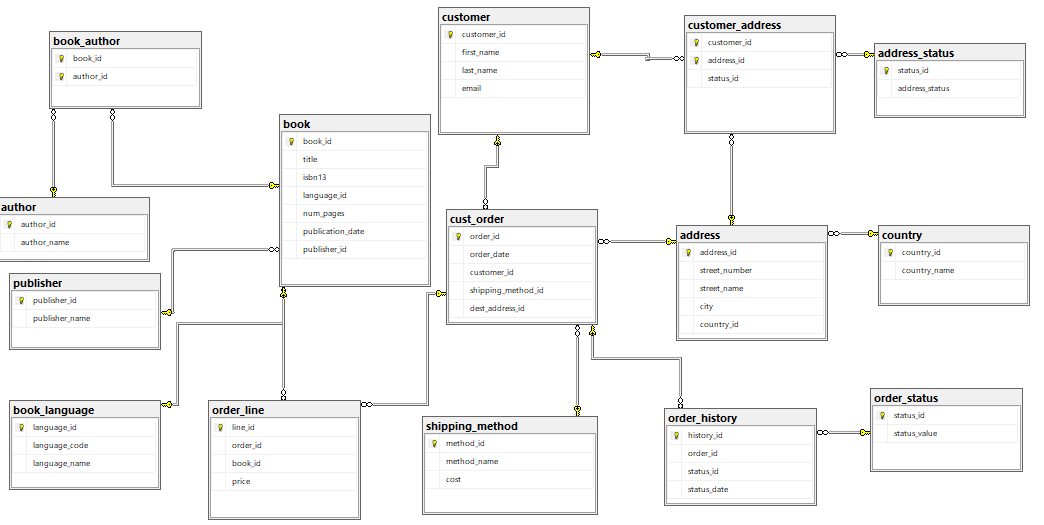 book_author
book_id
author_id
customer
customer_id
first_name
last_name
email
customer_address
customer_id
address_id
status_id
address_status
status_id
address_status
book
book_id
title
isbn13
language_id
num_pages
publication_date
publisher_id
author
author_id
author_name
cust_order
order_id
order_date
customer_id
shipping_method_id
dest_address_id
address
address_id
street_number
street_name
city
country_id
country
country_id
country_name
publisher
publisher_id
publisher_name
book_language
language_id
language_code
language_name
order_line
line_id
order_id
book_id
price
shipping_method
method_id
method_name
cost
order_history
history_id
order_id
status_id
status_date
order_status
status_id
status_value